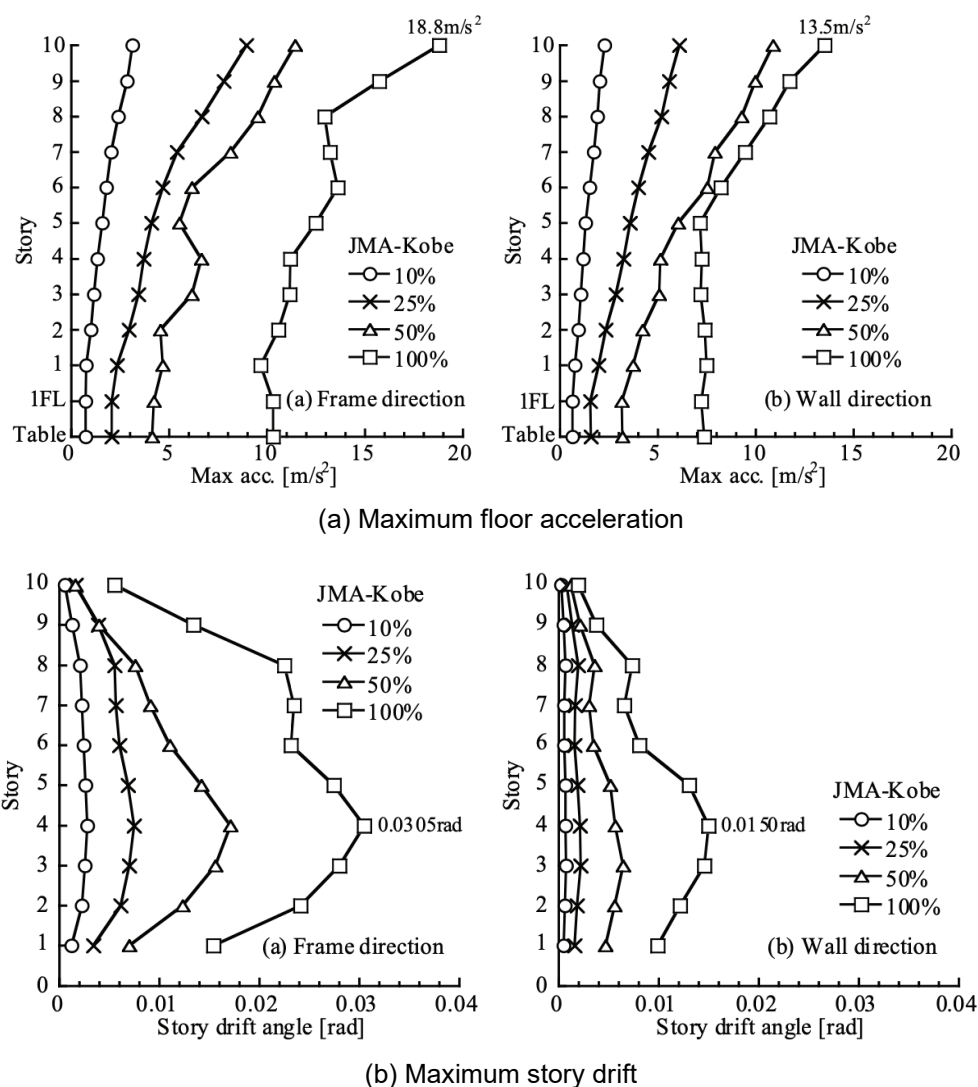 18.8m/s²
10
9
8
7
6
5
4
3
2
1
1FL
Table
Story
JMA-Kobe
10%
25%
50%
100%
(a) Frame direction
0 5 10 15 20
Max acc. [m/s²]
13.5m/s²
10
9
8
7
6
5
4
3
2
1
1FL
Table
Story
JMA-Kobe
10%
25%
50%
100%
(b) Wall direction
0 5 10 15 20
Max acc. [m/s²]
(a) Maximum floor acceleration
10
9
8
7
6
5
4
3
2
1
0
Story
JMA-Kobe
10%
25%
50%
100%
0.0305rad
(a) Frame direction
0 0.01 0.02 0.03 0.04
Story drift angle [rad]
10
9
8
7
6
5
4
3
2
1
0
Story
0.0150rad
JMA-Kobe
10%
25%
50%
100%
(b) Wall direction
0 0.01 0.02 0.03 0.04
Story drift angle [rad]
(b) Maximum story drift